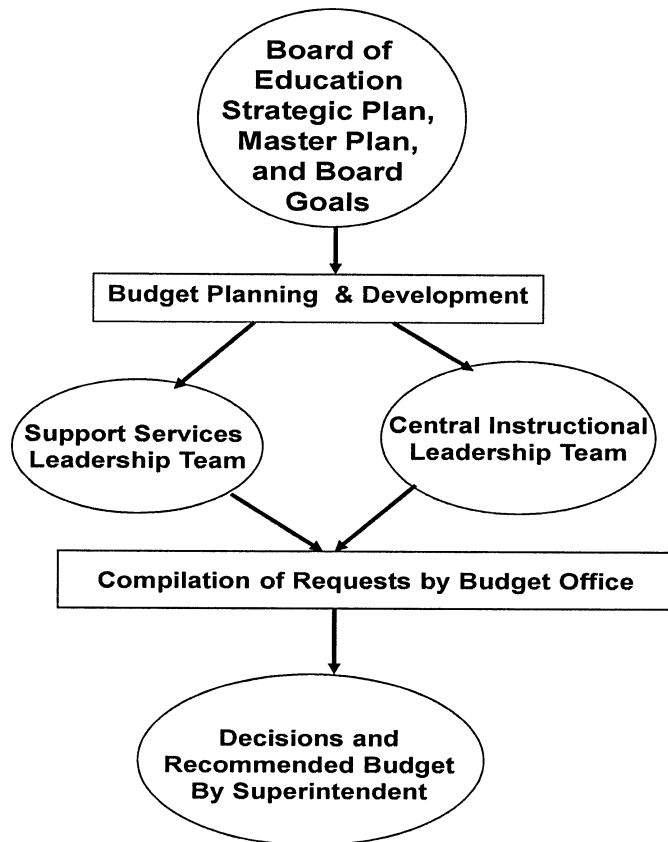 Board of
Education
Strategic Plan,
Master Plan,
and Board
Goals
Budget Planning & Development
Support Services
Leadership Team
Central Instructional
Leadership Team
Compilation of Requests by Budget Office
Decisions and
Recommended Budget
By Superintendent